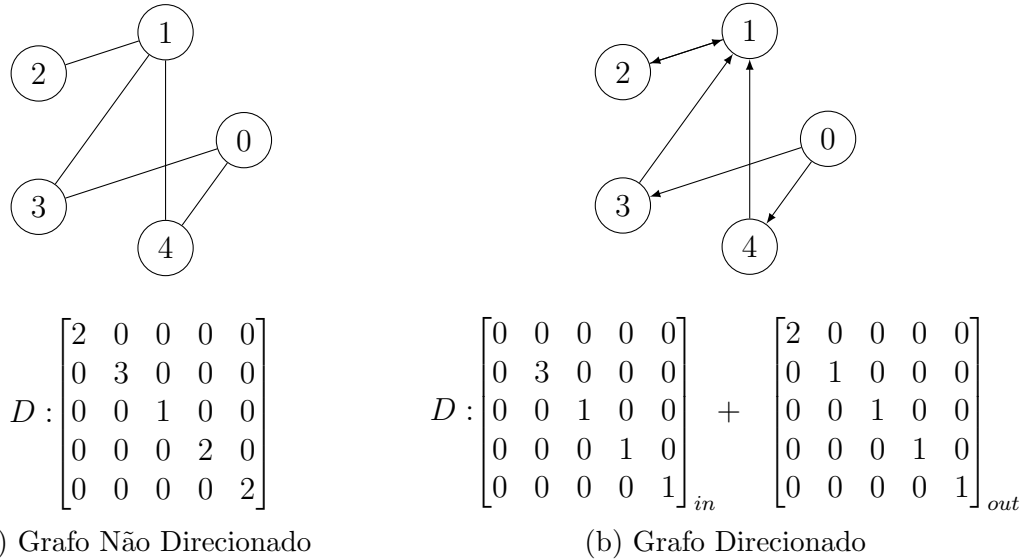 1
2
0
3
4
D : [2 0 0 0 0]
[0 3 0 0 0]
[0 0 1 0 0]
[0 0 0 2 0]
[0 0 0 0 2]
) Grafo Não Direcionado
1
2
0
3
4
D : [0 0 0 0 0] + [2 0 0 0 0]
[0 3 0 0 0] [0 1 0 0 0]
[0 0 1 0 0] [0 0 1 0 0]
[0 0 0 1 0] [0 0 0 1 0]
[0 0 0 0 1] in [0 0 0 0 1] out
(b) Grafo Direcionado